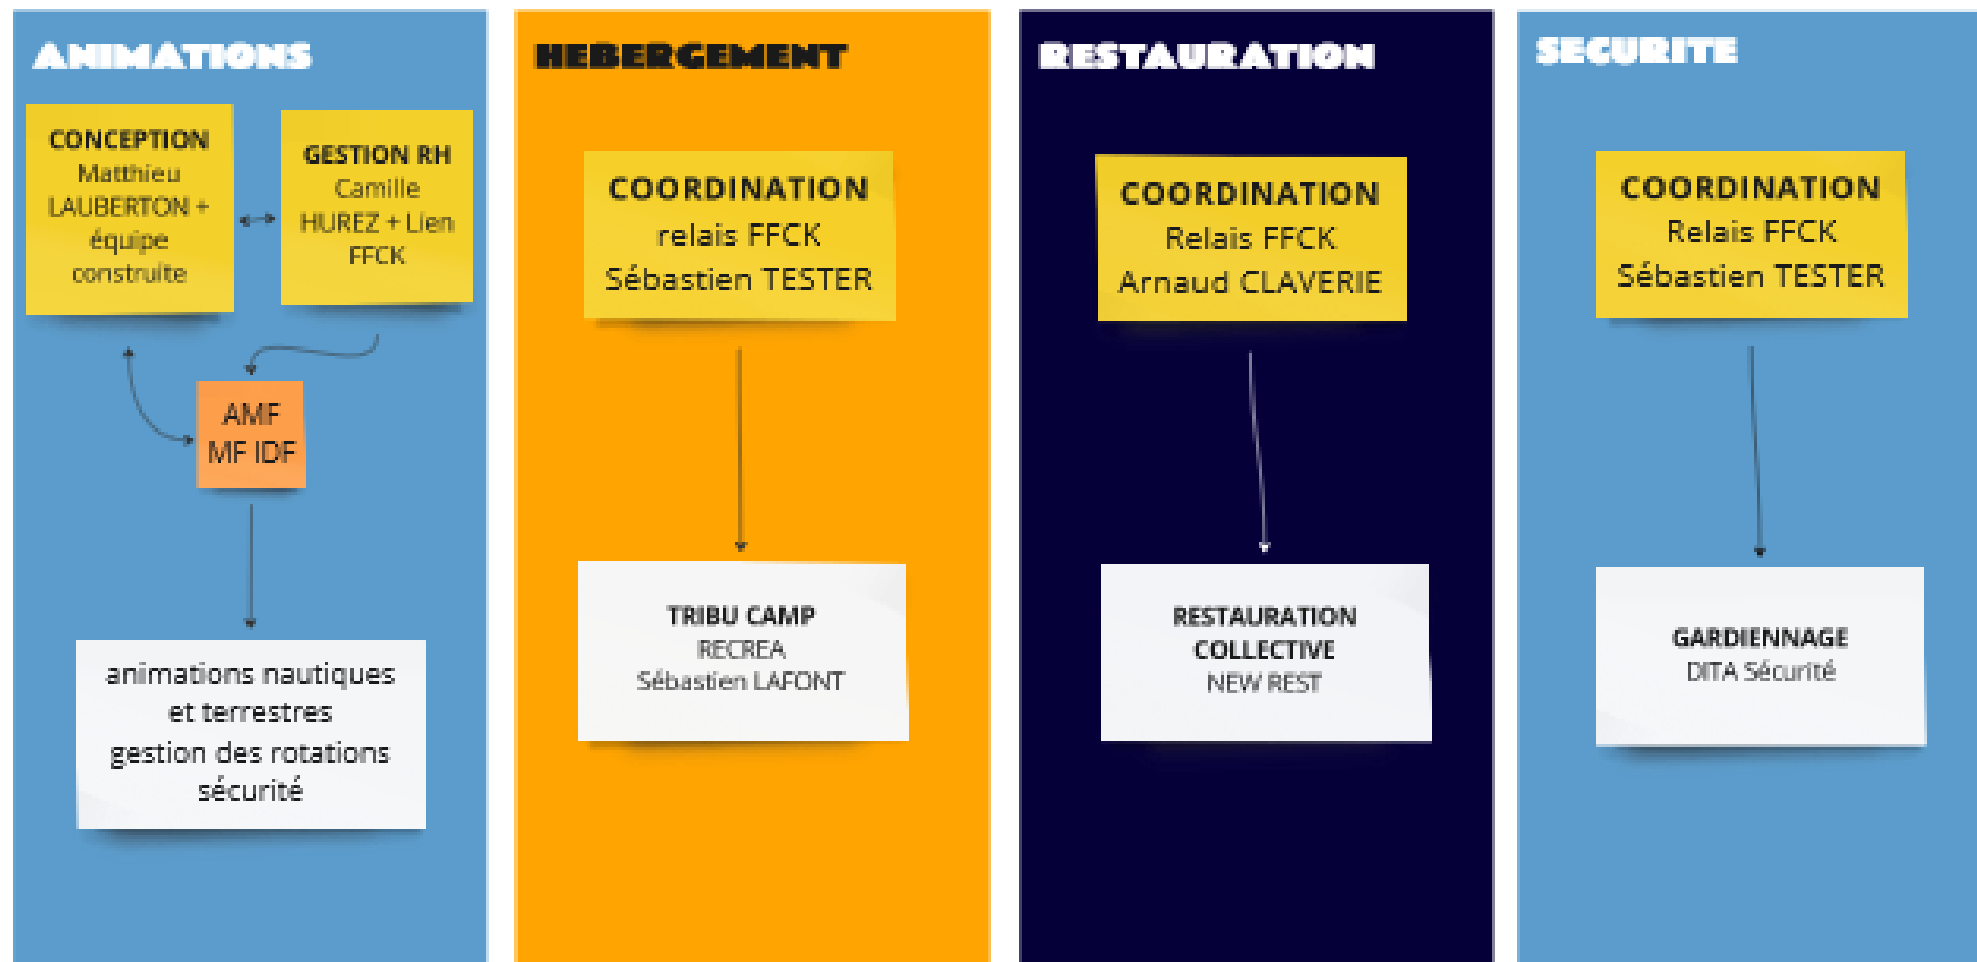 ANIMATIONS
CONCEPTION
Matthieu
LAUBERTON +
équipe
construite
GESTION RH
Camille
HUREZ + Lien
FFCK
AMF
MF IDF
animations nautiques
et terrestres
gestion des rotations
sécurité
HEBERGEMENT
COORDINATION
relais FFCK
Sébastien TESTER
TRIBU CAMP
RECREA
Sébastien LAFONT
RESTAURATION
COORDINATION
Relais FFCK
Arnaud CLAVERIE
RESTAURATION
COLLECTIVE
NEW REST
SECURITE
COORDINATION
Relais FFCK
Sébastien TESTER
GARDIENNAGE
DITA Sécurité